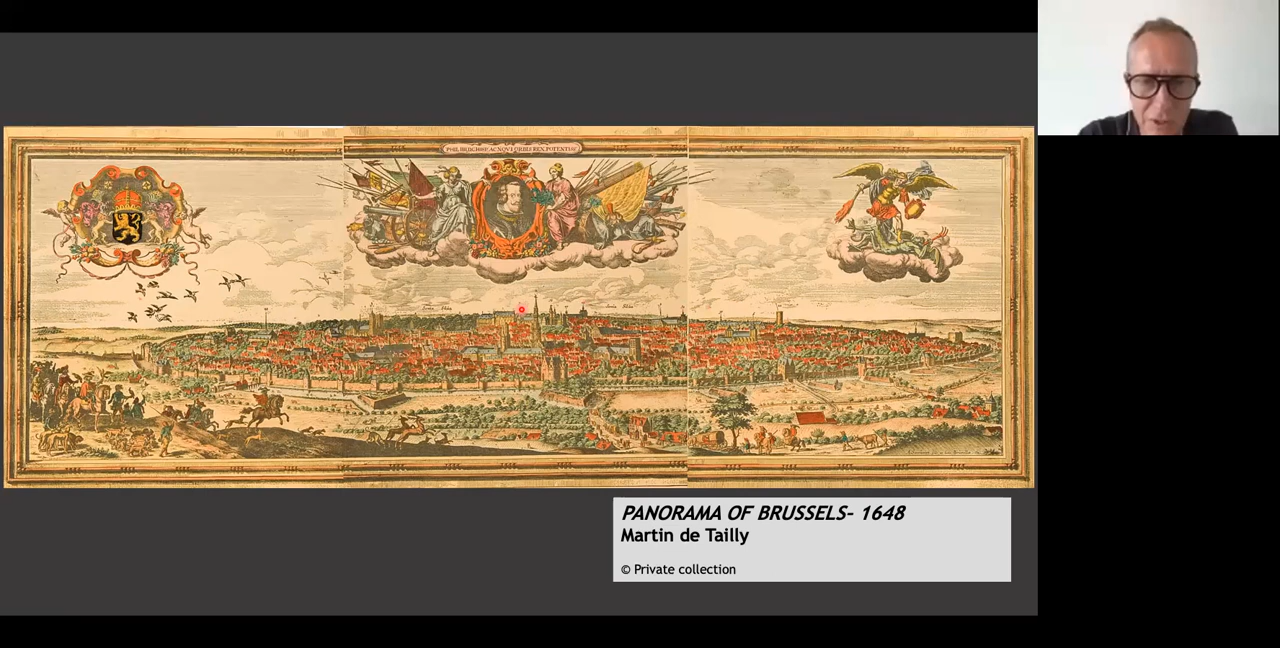 PANORAMA OF BRUSSELS- 1648
Martin de Tailly
© Private collection